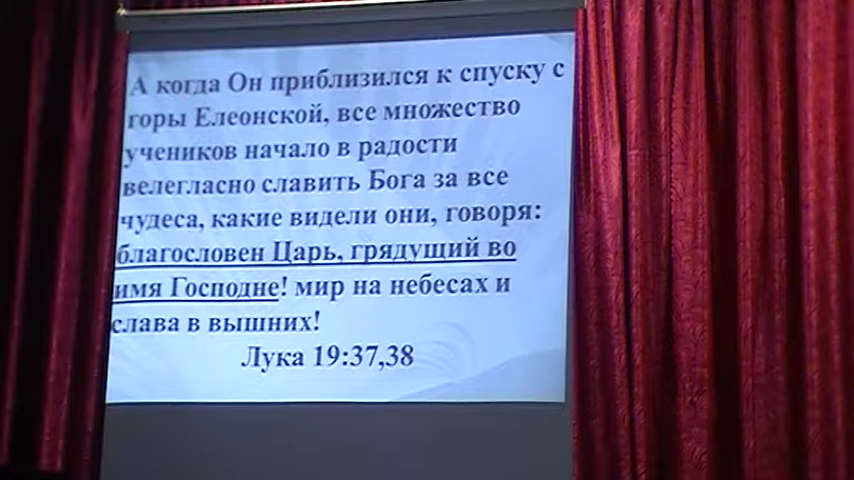 А когда Он приблизился к спуску с
горы Елеонской, все множество
учеников начало в радости
велегласно славить Бога за все
чудеса, какие видели они, говоря:
благословен Царь, грядущий во
имя Господне! мир на небесах и
слава в вышних!
Лука 19:37,38